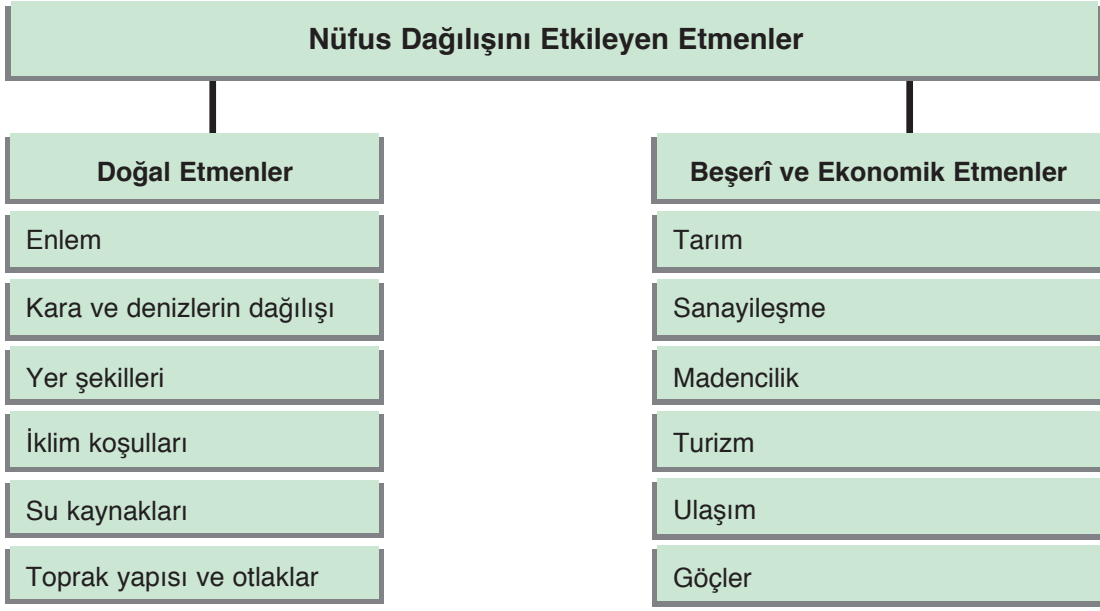 Nüfus Dağılışını Etkileyen Etmenler
Doğal Etmenler
Enlem
Kara ve denizlerin dağılışı
Yer şekilleri
İklim koşulları
Su kaynakları
Toprak yapısı ve otlaklar
Beşerî ve Ekonomik Etmenler
Tarım
Sanayileşme
Madencilik
Turizm
Ulaşım
Göçler